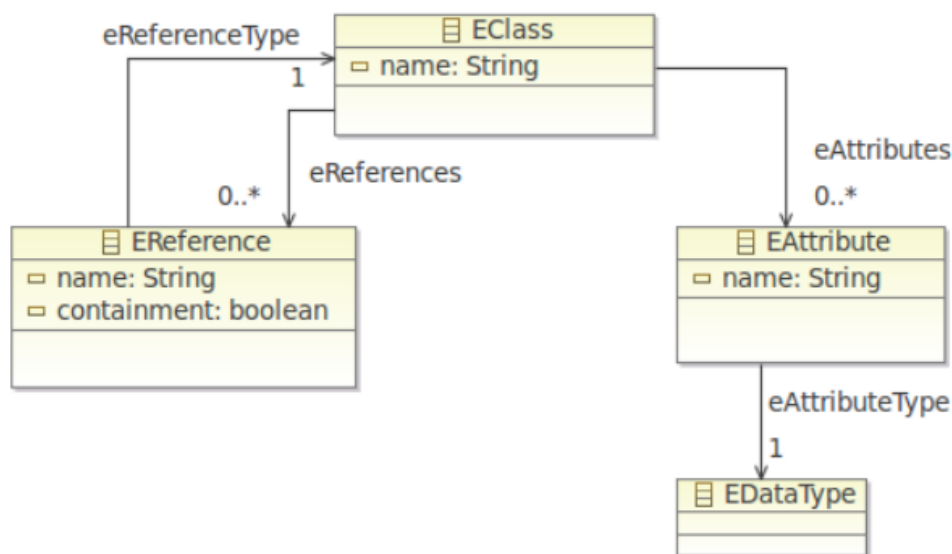 EClass
eReferenceType
name: String
1
eAttributes
eReferences
0..*
0..*
EReference
EAttribute
name: String
name: String
containment: boolean
eAttributeType
1
EDataType